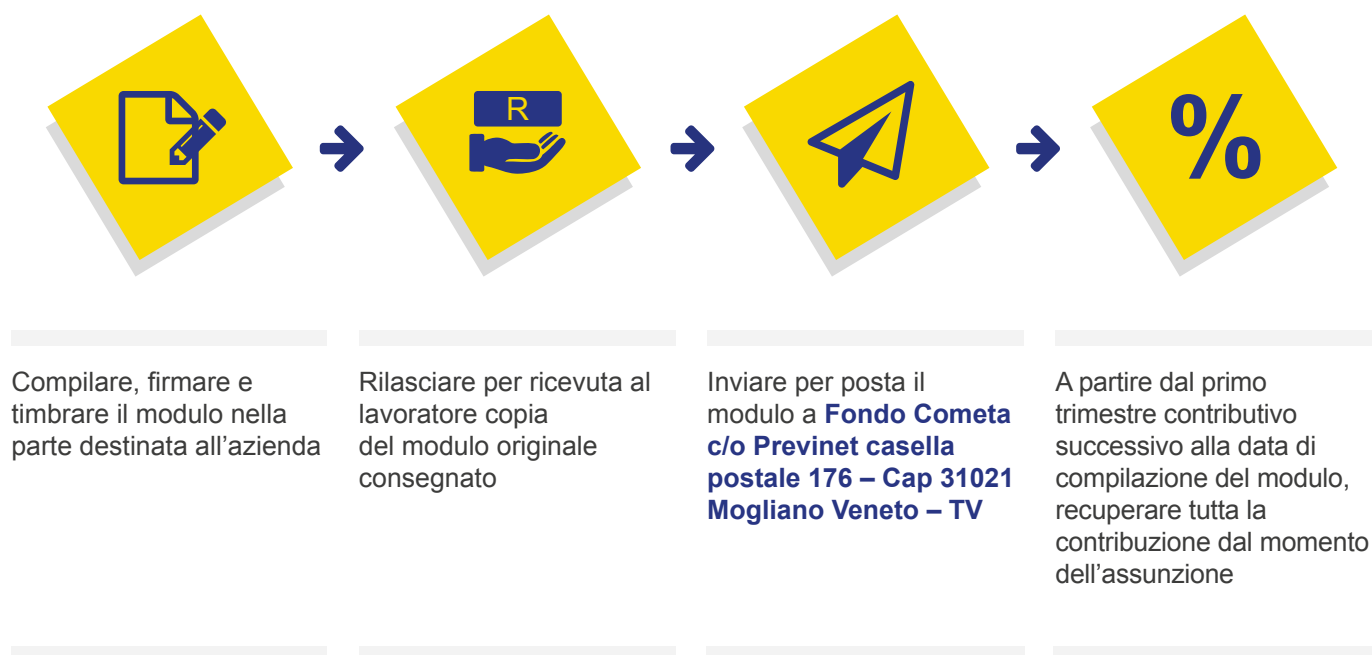 R
%
Compilare, firmare e
timbrare il modulo nella
parte destinata all’azienda
Rilasciare per ricevuta al
lavoratore copia
del modulo originale
consegnato
Inviare per posta il
modulo a Fondo Cometa
c/o Previnet casella
postale 176 – Cap 31021
Mogliano Veneto – TV
A partire dal primo
trimestre contributivo
successivo alla data di
compilazione del modulo,
recuperare tutta la
contribuzione dal momento
dell’assunzione